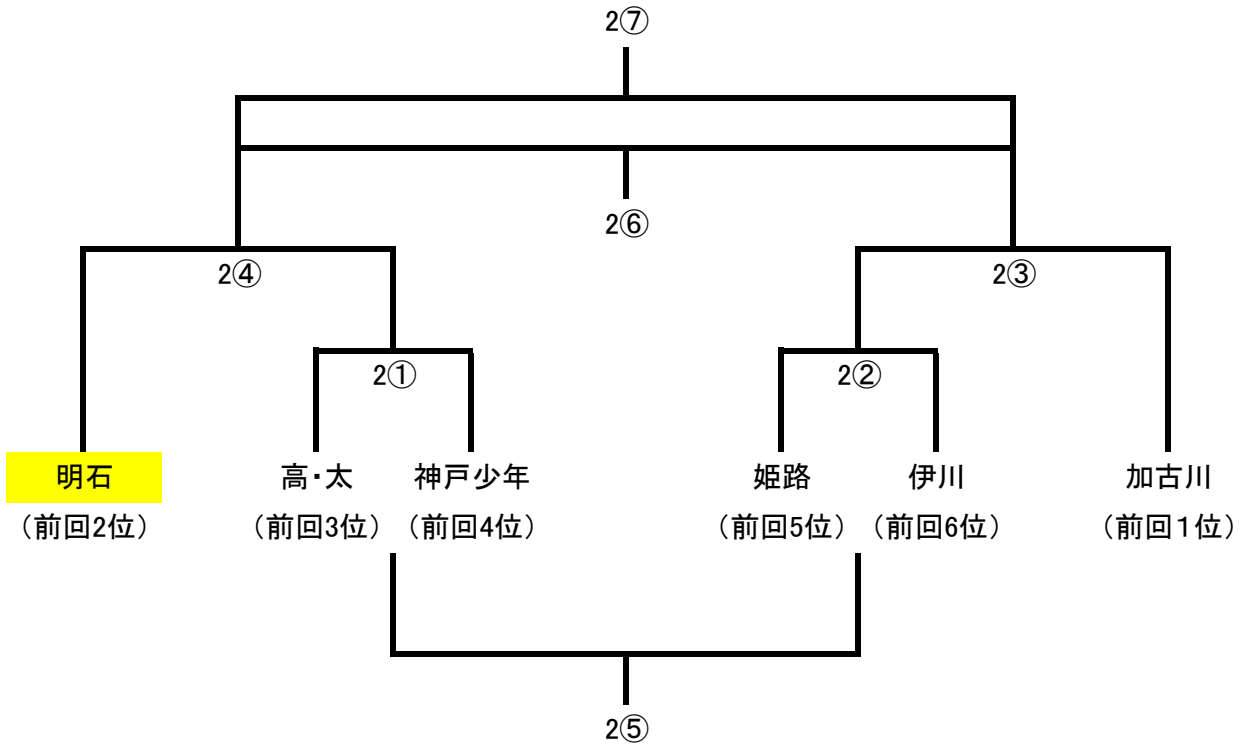 2⑦
2⑥
2④ 2③
2① 2②
明石 高・太 神戸少年 姫路 伊川 加古川
（前回2位） （前回3位） （前回4位） （前回5位） （前回6位） （前回１位）
2⑤